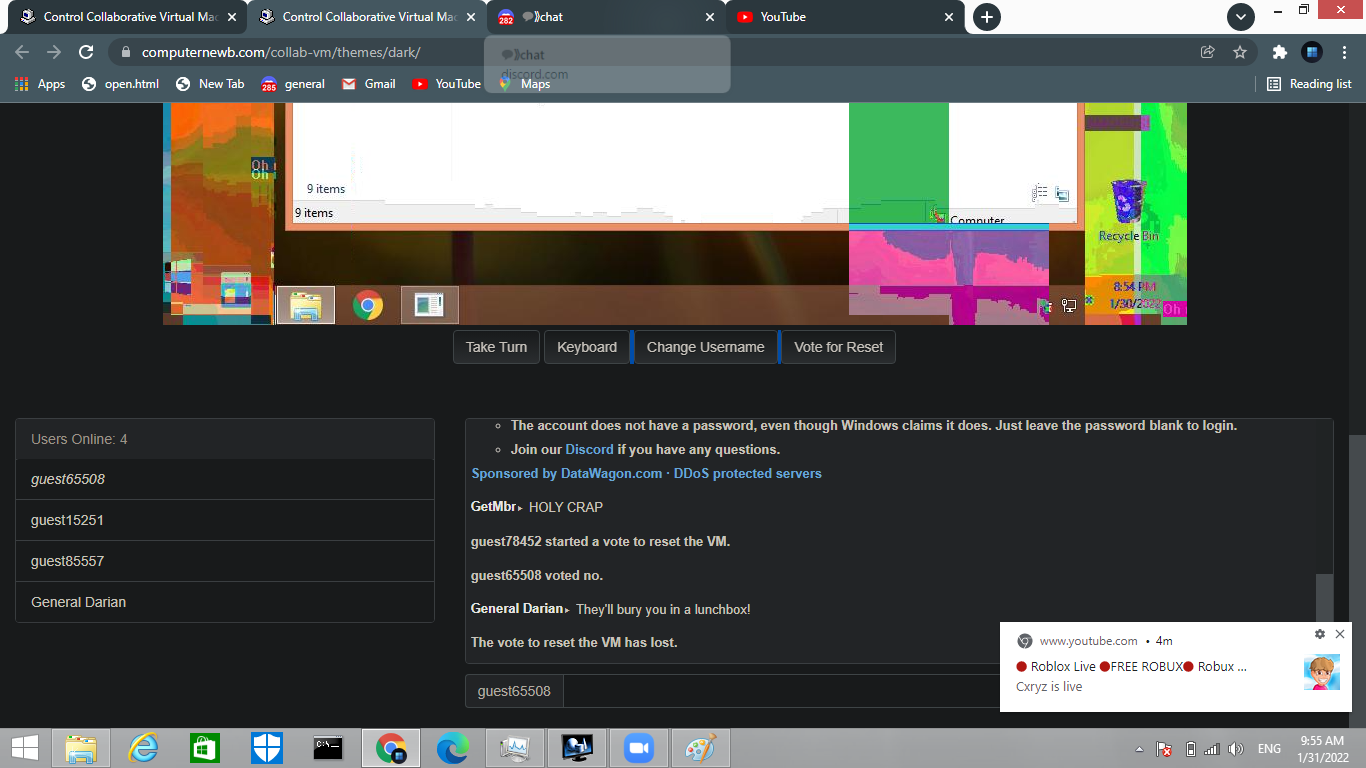 Control Collaborative Virtual Mac
Control Collaborative Virtual Mac
282
chat
YouTube
computernewb.com/collab-vm/themes/dark/
chat
discord.com
Apps
open.html
New Tab
285
general
Gmail
YouTube
Maps
Reading list
Oh
Oh
9 items
9 items
Computer
Recycle Bin
8:54 PM
1/30/2022
Oh
Take Turn
Keyboard
Change Username
Vote for Reset
Users Online: 4
guest65508
guest15251
guest85557
General Darian
The account does not have a password, even though Windows claims it does. Just leave the password blank to login.
Join our Discord if you have any questions.
Sponsored by DataWagon.com · DDoS protected servers
GetMbr▸ HOLY CRAP
guest78452 started a vote to reset the VM.
guest65508 voted no.
General Darian▸ They'll bury you in a lunchbox!
The vote to reset the VM has lost.
guest65508
www.youtube.com • 4m
🔴 Roblox Live 🔴FREE ROBUX🔴 Robux ...
Cxryz is live
C:\_
ENG
9:55 AM
1/31/2022